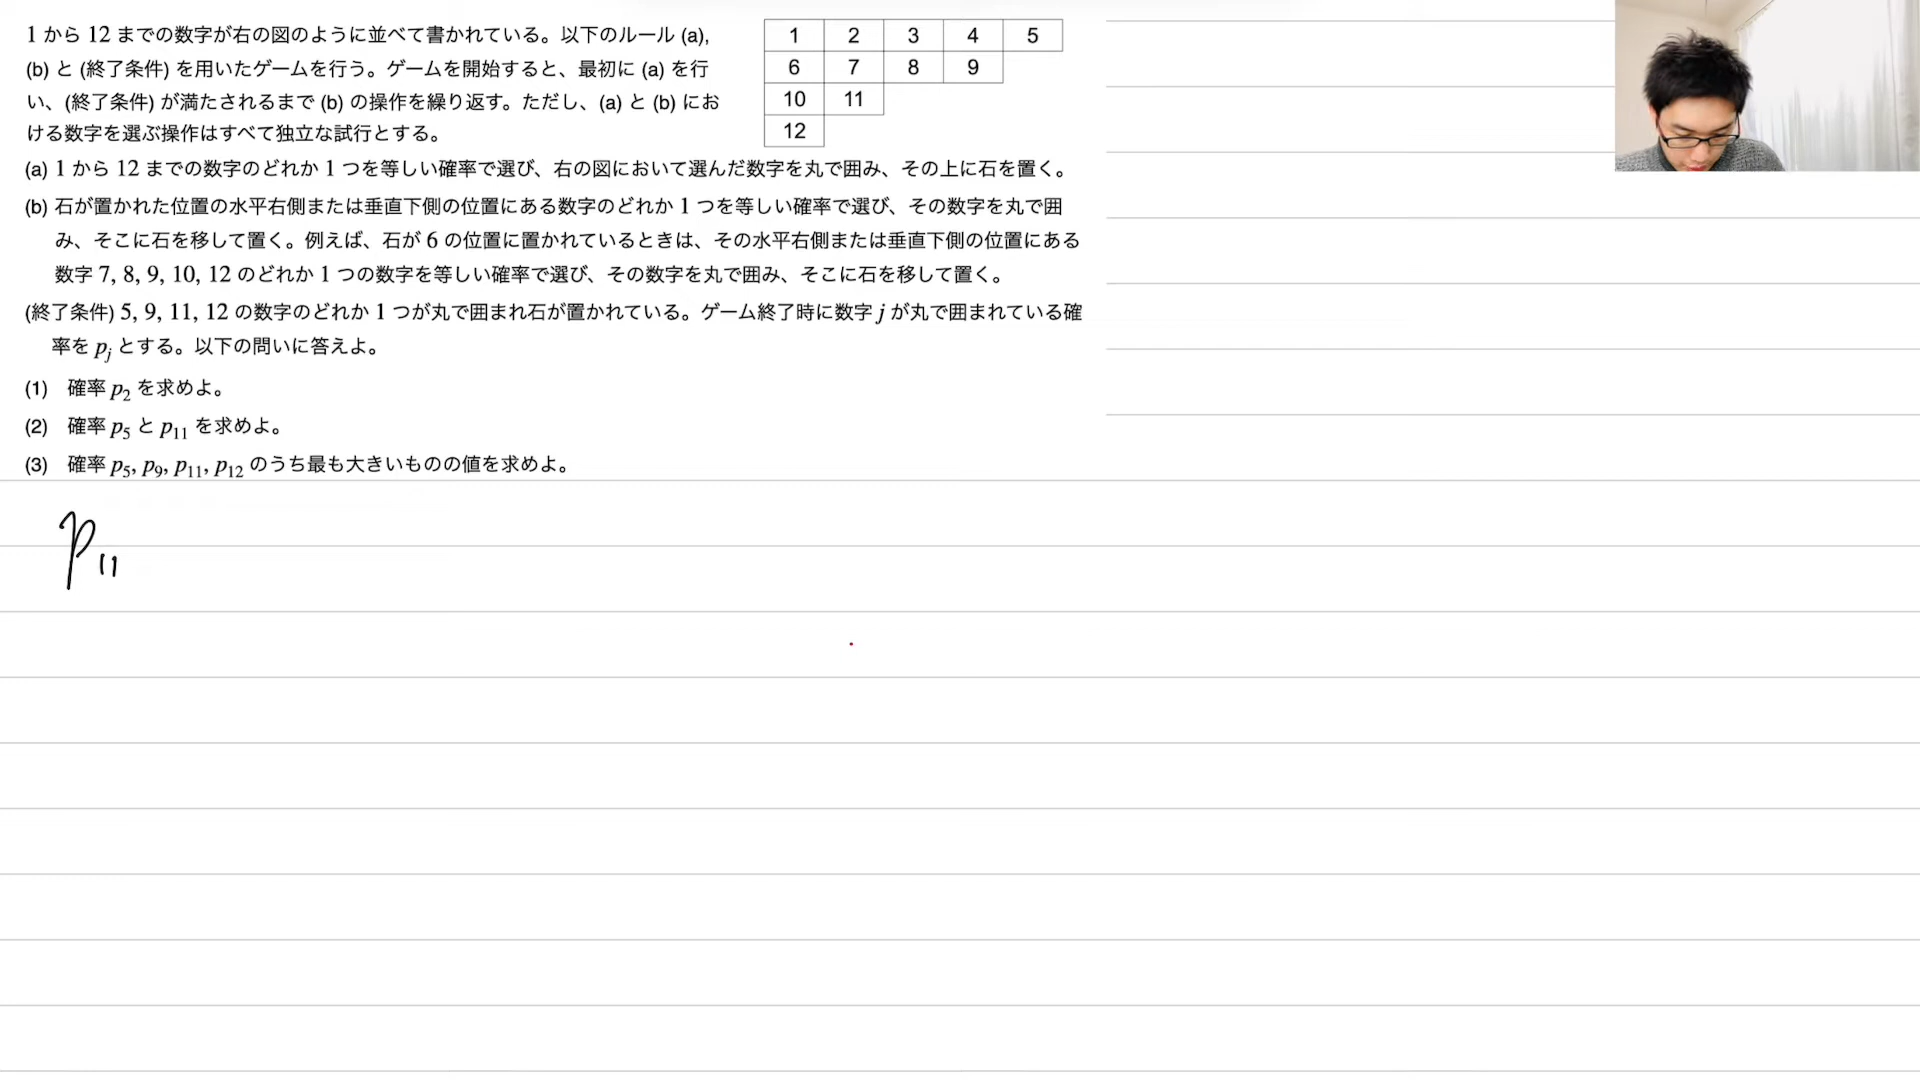 1 から 12 までの数字が右の図のように並べて書かれている。以下のルール (a),
(b) と (終了条件) を用いたゲームを行う。ゲームを開始すると、最初に (a) を行
い、(終了条件) が満たされるまで (b) の操作を繰り返す。ただし、(a) と (b) にお
ける数字を選ぶ操作はすべて独立な試行とする。
1 2 3 4 5
6 7 8 9
10 11
12
(a) 1 から 12 までの数字のどれか 1 つを等しい確率で選び、右の図において選んだ数字を丸で囲み、その上に石を置く。
(b) 石が置かれた位置の水平右側または垂直下側の位置にある数字のどれか 1 つを等しい確率で選び、その数字を丸で囲
み、そこに石を移して置く。例えば、石が 6 の位置に置かれているときは、その水平右側または垂直下側の位置にある
数字 7, 8, 9, 10, 12 のどれか 1 つの数字を等しい確率で選び、その数字を丸で囲み、そこに石を移して置く。
(終了条件) 5, 9, 11, 12 の数字のどれか 1 つが丸で囲まれ石が置かれている。ゲーム終了時に数字 j が丸で囲まれている確
率を p_j とする。以下の問いに答えよ。
(1) 確率 p_2 を求めよ。
(2) 確率 p_5 と p_11 を求めよ。
(3) 確率 p_5, p_9, p_11, p_12 のうち最も大きいものの値を求めよ。
p_11